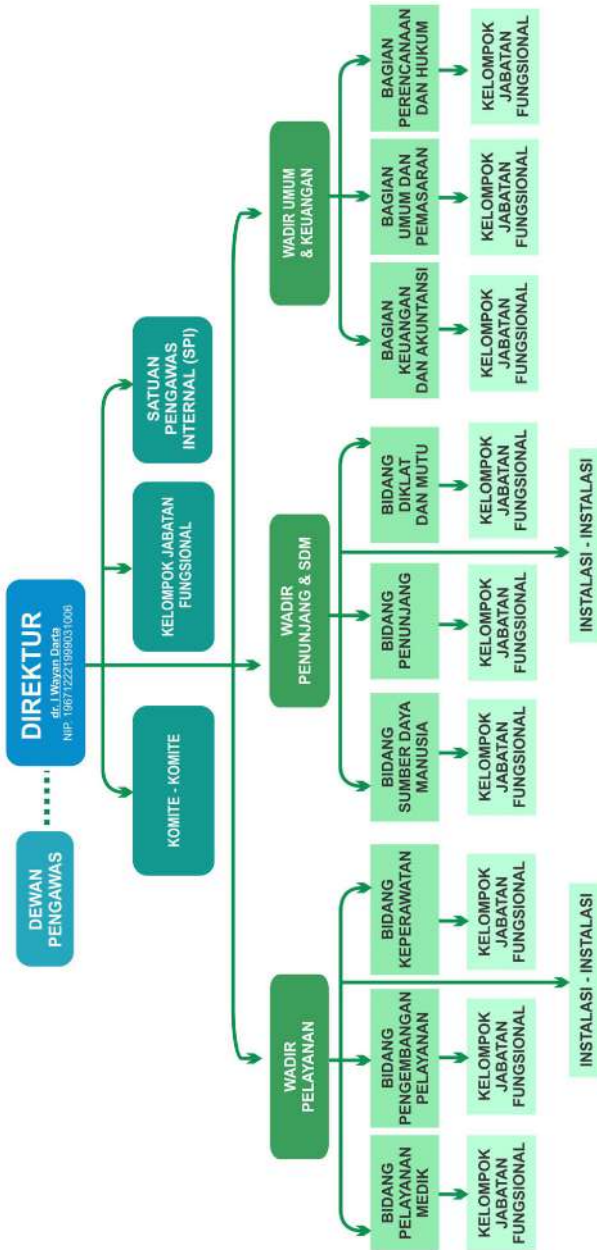 DEWAN
PENGAWAS
DIREKTUR
dr. I Wayan Darta
NIP. 196712221999031006
KOMITE - KOMITE
KELOMPOK JABATAN
FUNGSIONAL
SATUAN
PENGAWAS
INTERNAL (SPI)
WADIR
PELAYANAN
WADIR
PENUNJANG & SDM
WADIR UMUM
& KEUANGAN
BIDANG
PELAYANAN
MEDIK
BIDANG
PENGEMBANGAN
PELAYANAN
BIDANG
KEPERAWATAN
BIDANG
SUMBER DAYA
MANUSIA
BIDANG
PENUNJANG
BIDANG
DIKLAT
DAN MUTU
BAGIAN
KEUANGAN
DAN AKUNTANSI
BAGIAN
UMUM DAN
PEMASARAN
BAGIAN
PERENCANAAN
DAN HUKUM
KELOMPOK
JABATAN
FUNGSIONAL
KELOMPOK
JABATAN
FUNGSIONAL
KELOMPOK
JABATAN
FUNGSIONAL
KELOMPOK
JABATAN
FUNGSIONAL
KELOMPOK
JABATAN
FUNGSIONAL
KELOMPOK
JABATAN
FUNGSIONAL
KELOMPOK
JABATAN
FUNGSIONAL
KELOMPOK
JABATAN
FUNGSIONAL
KELOMPOK
JABATAN
FUNGSIONAL
INSTALASI - INSTALASI
INSTALASI - INSTALASI